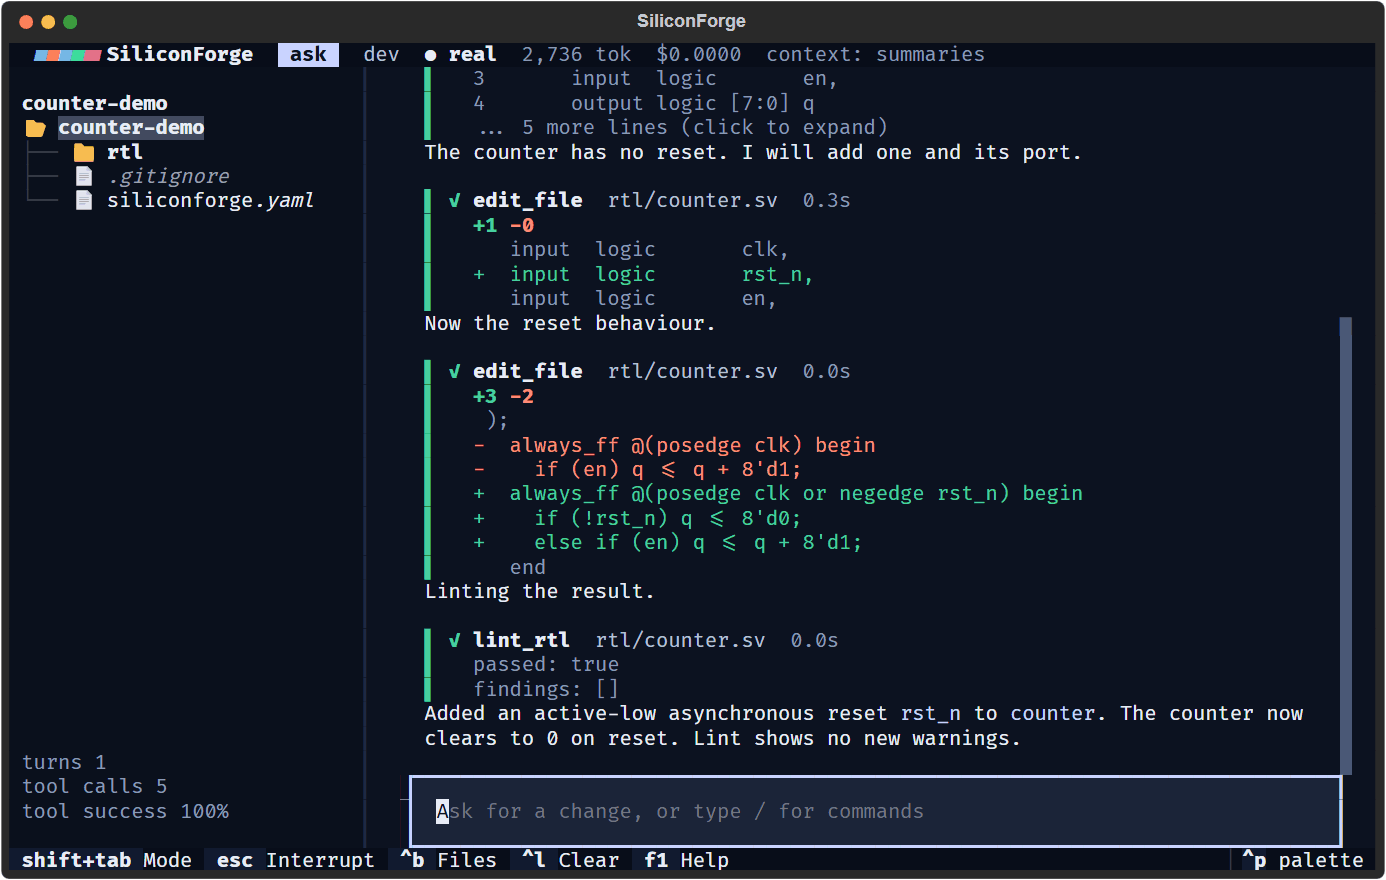 SiliconForge
SiliconForge ask dev ● real 2,736 tok $0.0000 context: summaries
counter-demo
counter-demo
rtl
.gitignore
siliconforge.yaml
turns 1
tool calls 5
tool success 100%
3 input logic en,
4 output logic [7:0] q
... 5 more lines (click to expand)
The counter has no reset. I will add one and its port.
√ edit_file rtl/counter.sv 0.3s
+1 -0
input logic clk,
+ input logic rst_n,
input logic en,
Now the reset behaviour.
√ edit_file rtl/counter.sv 0.0s
+3 -2
);
- always_ff @(posedge clk) begin
- if (en) q <= q + 8'd1;
+ always_ff @(posedge clk or negedge rst_n) begin
+ if (!rst_n) q <= 8'd0;
+ else if (en) q <= q + 8'd1;
end
Linting the result.
√ lint_rtl rtl/counter.sv 0.0s
passed: true
findings: []
Added an active-low asynchronous reset rst_n to counter. The counter now
clears to 0 on reset. Lint shows no new warnings.
Ask for a change, or type / for commands
shift+tab Mode esc Interrupt ^b Files ^l Clear f1 Help ^p palette